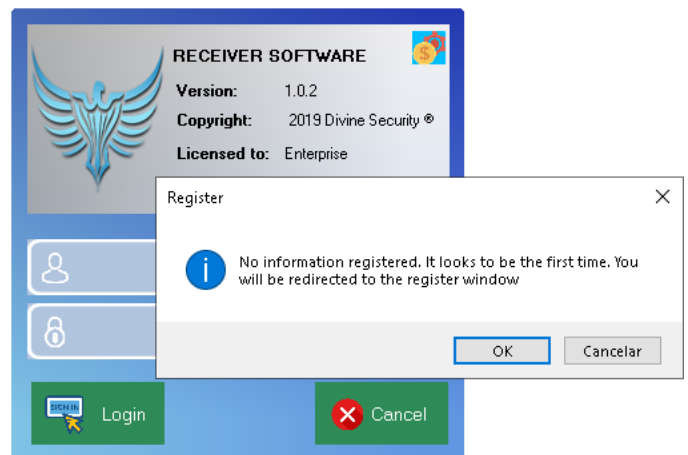 RECEIVER SOFTWARE
Version: 1.0.2
Copyright: 2019 Divine Security ®
Licensed to: Enterprise
Register
No information registered. It looks to be the first time. You
will be redirected to the register window
OK Cancelar
SIGN IN
Login Cancel